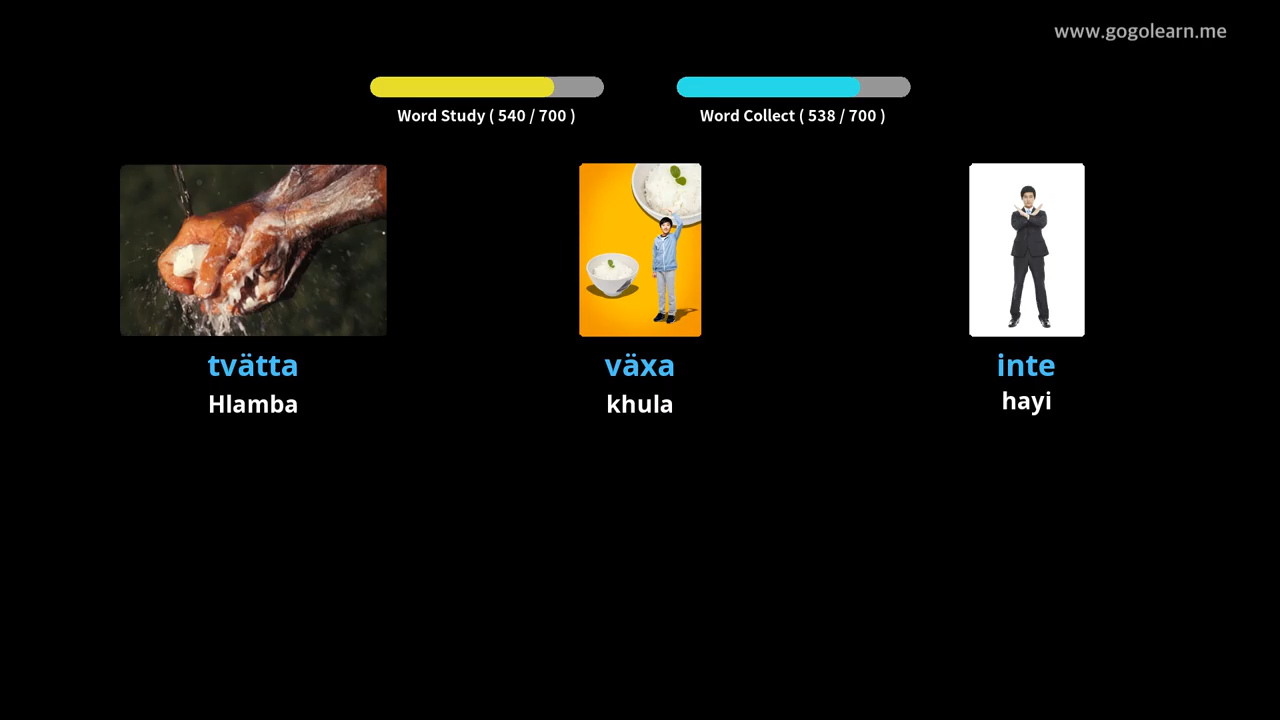 www.gogolearn.me
Word Study ( 540 / 700 )
Word Collect ( 538 / 700 )
tvätta
växa
inte
Hlamba
khula
hayi